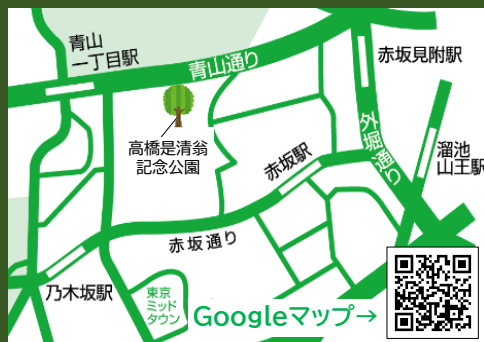 青山
一丁目駅
青山通り
赤坂見附駅
高橋是清翁
記念公園
外堀通り
赤坂駅
溜池
山王駅
赤坂通り
乃木坂駅
東京
ミッド
タウン
Googleマップ→